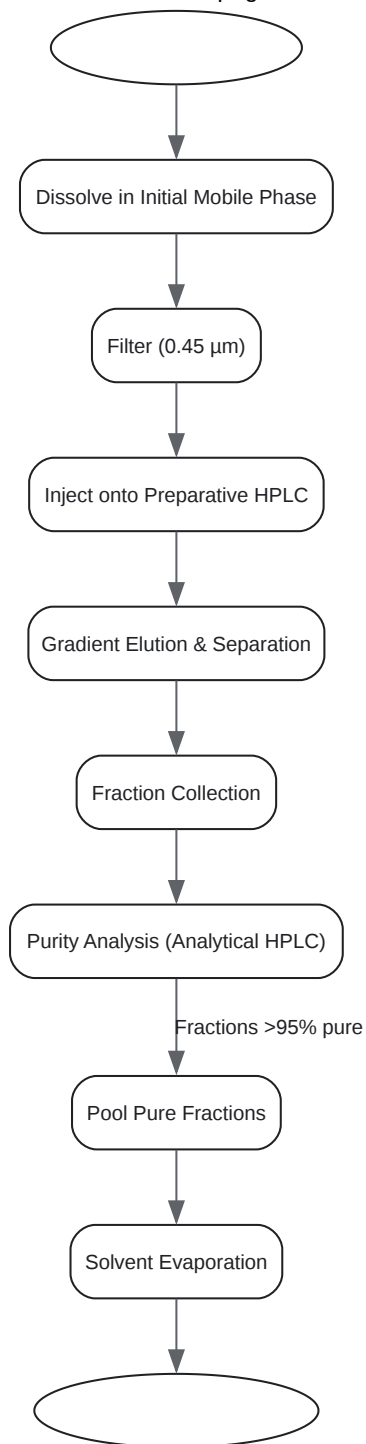 Dissolve in Initial Mobile Phase
Filter (0.45 µm)
Inject onto Preparative HPLC
Gradient Elution & Separation
Fraction Collection
Purity Analysis (Analytical HPLC)
Fractions >95% pure
Pool Pure Fractions
Solvent Evaporation